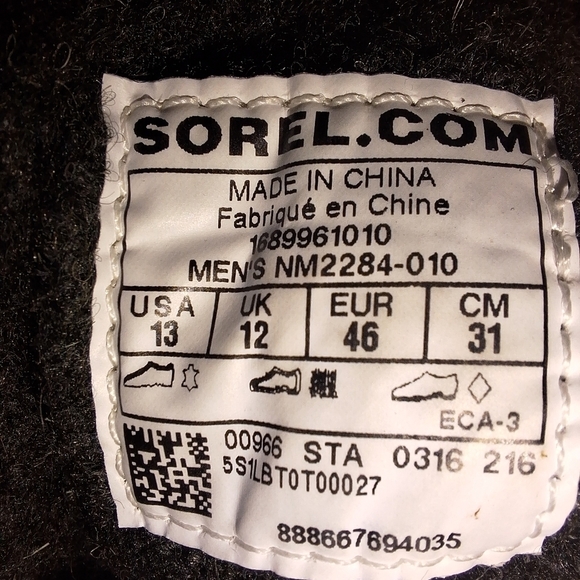 SOREL.COM
MADE IN CHINA
Fabriqué en Chine
1689961010
MEN'S NM2284-010
USA UK EUR CM
13 12 46 31
ECA-3
00966 STA 0316 216
5S1LBT0T00027
888667694035